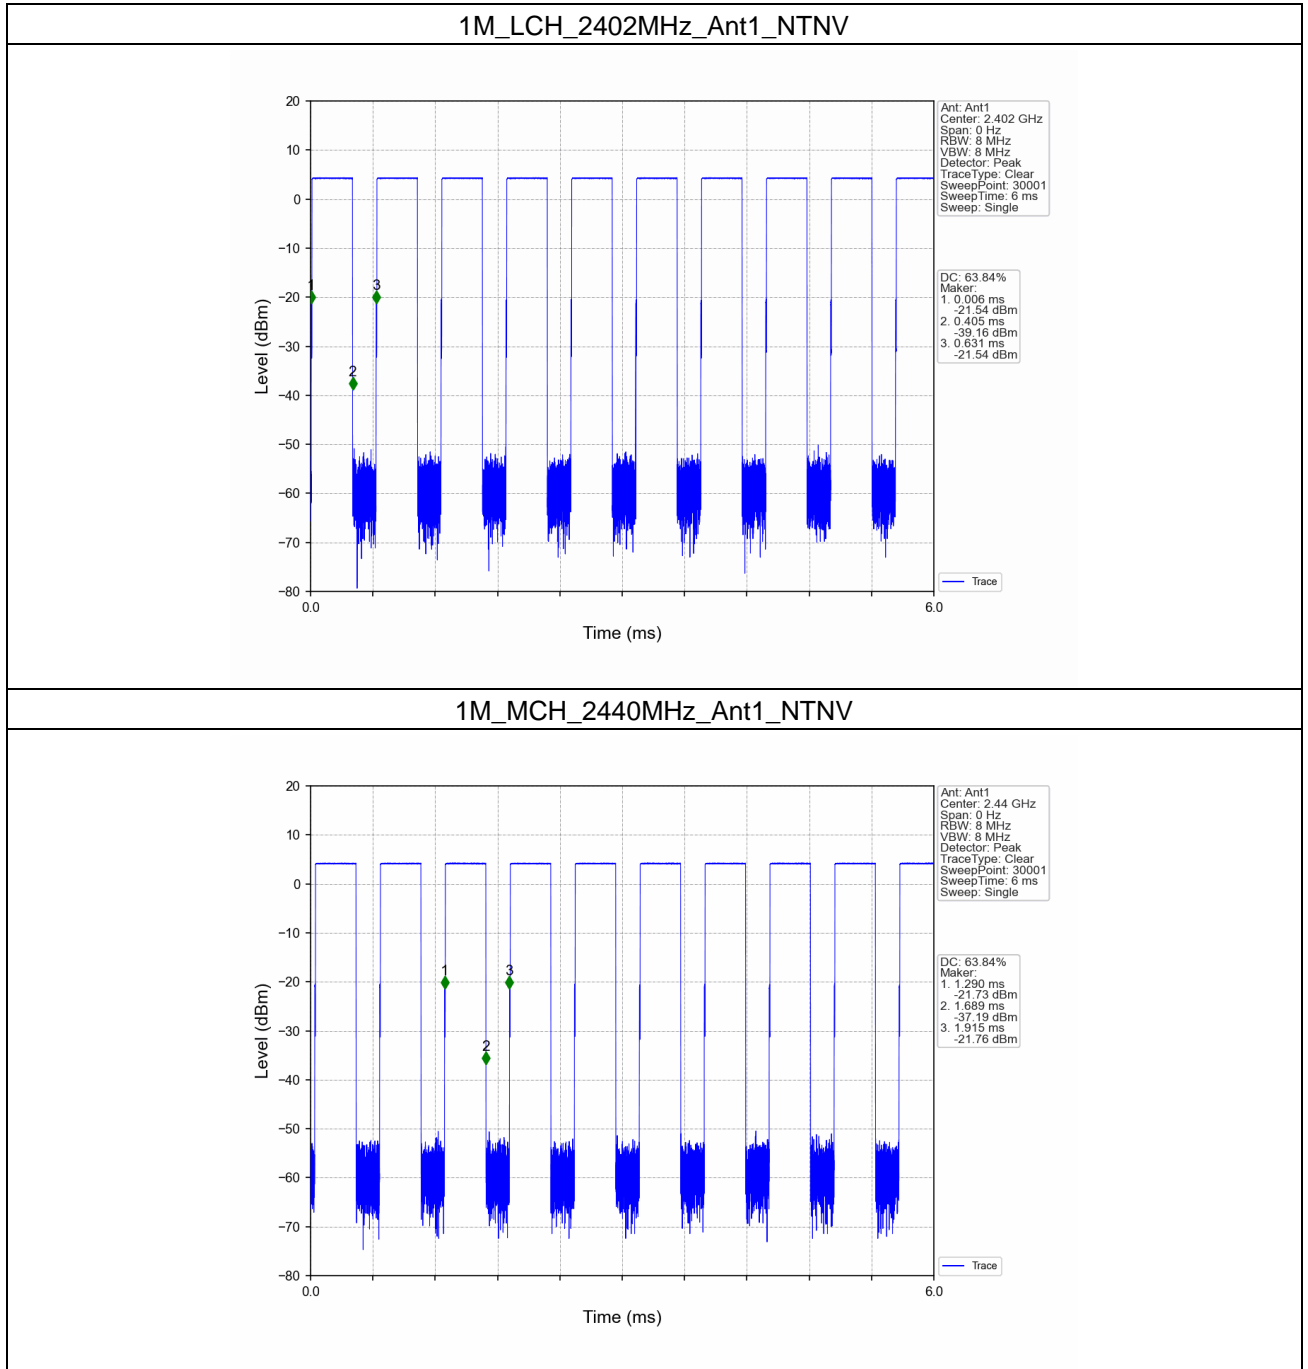 1M_LCH_2402MHz_Ant1_NTNV
20
10
0
−10
−20
−30
−40
−50
−60
−70
−80
Level (dBm)
0.0
6.0
Time (ms)
1
2
3
Ant: Ant1
Center: 2.402 GHz
Span: 0 Hz
RBW: 8 MHz
VBW: 8 MHz
Detector: Peak
TraceType: Clear
SweepPoint: 30001
SweepTime: 6 ms
Sweep: Single
DC: 63.84%
Maker:
1. 0.006 ms
-21.54 dBm
2. 0.405 ms
-39.16 dBm
3. 0.631 ms
-21.54 dBm
Trace
1M_MCH_2440MHz_Ant1_NTNV
20
10
0
−10
−20
−30
−40
−50
−60
−70
−80
Level (dBm)
0.0
6.0
Time (ms)
1
2
3
Ant: Ant1
Center: 2.44 GHz
Span: 0 Hz
RBW: 8 MHz
VBW: 8 MHz
Detector: Peak
TraceType: Clear
SweepPoint: 30001
SweepTime: 6 ms
Sweep: Single
DC: 63.84%
Maker:
1. 1.290 ms
-21.73 dBm
2. 1.689 ms
-37.19 dBm
3. 1.915 ms
-21.76 dBm
Trace